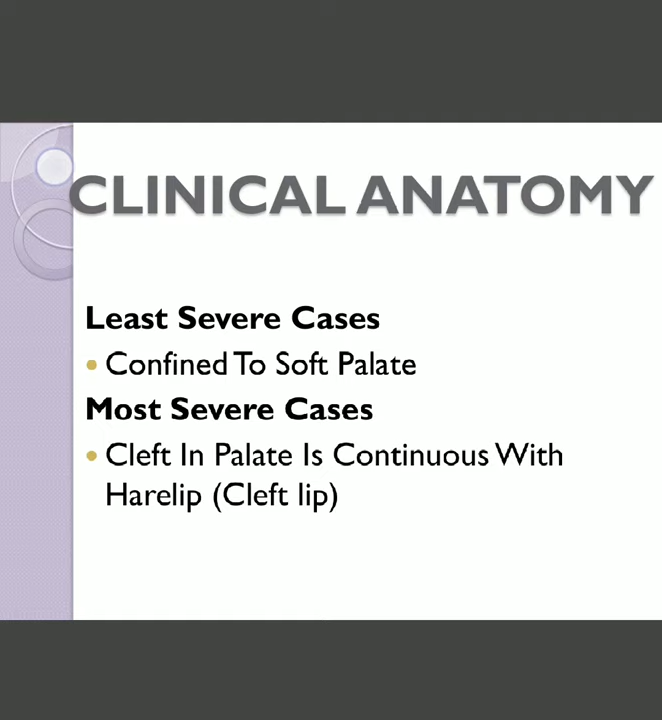 CLINICAL ANATOMY
Least Severe Cases
• Confined To Soft Palate
Most Severe Cases
• Cleft In Palate Is Continuous With
Harelip (Cleft lip)